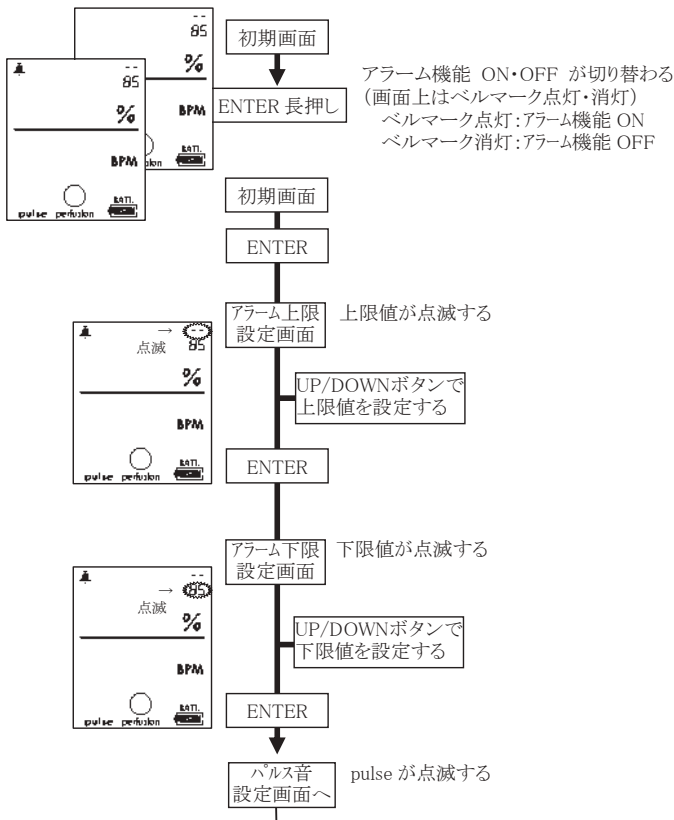 --
85
初期画面
%
--
85
%
BPM
ENTER 長押し
アラーム機能 ON・OFF が切り替わる
(画面上はベルマーク点灯・消灯)
ベルマーク点灯:アラーム機能 ON
ベルマーク消灯:アラーム機能 OFF
BATT.
BPM
BATT.
pulse perfusion
初期画面
ENTER
アラーム上限
設定画面
上限値が点滅する
→ --
点滅 85
%
UP/DOWNボタンで
上限値を設定する
BPM
BATT.
pulse perfusion
ENTER
アラーム下限
設定画面
下限値が点滅する
--
→ 85
点滅
%
UP/DOWNボタンで
下限値を設定する
BPM
BATT.
pulse perfusion
ENTER
パルス音
設定画面へ
pulse が点滅する